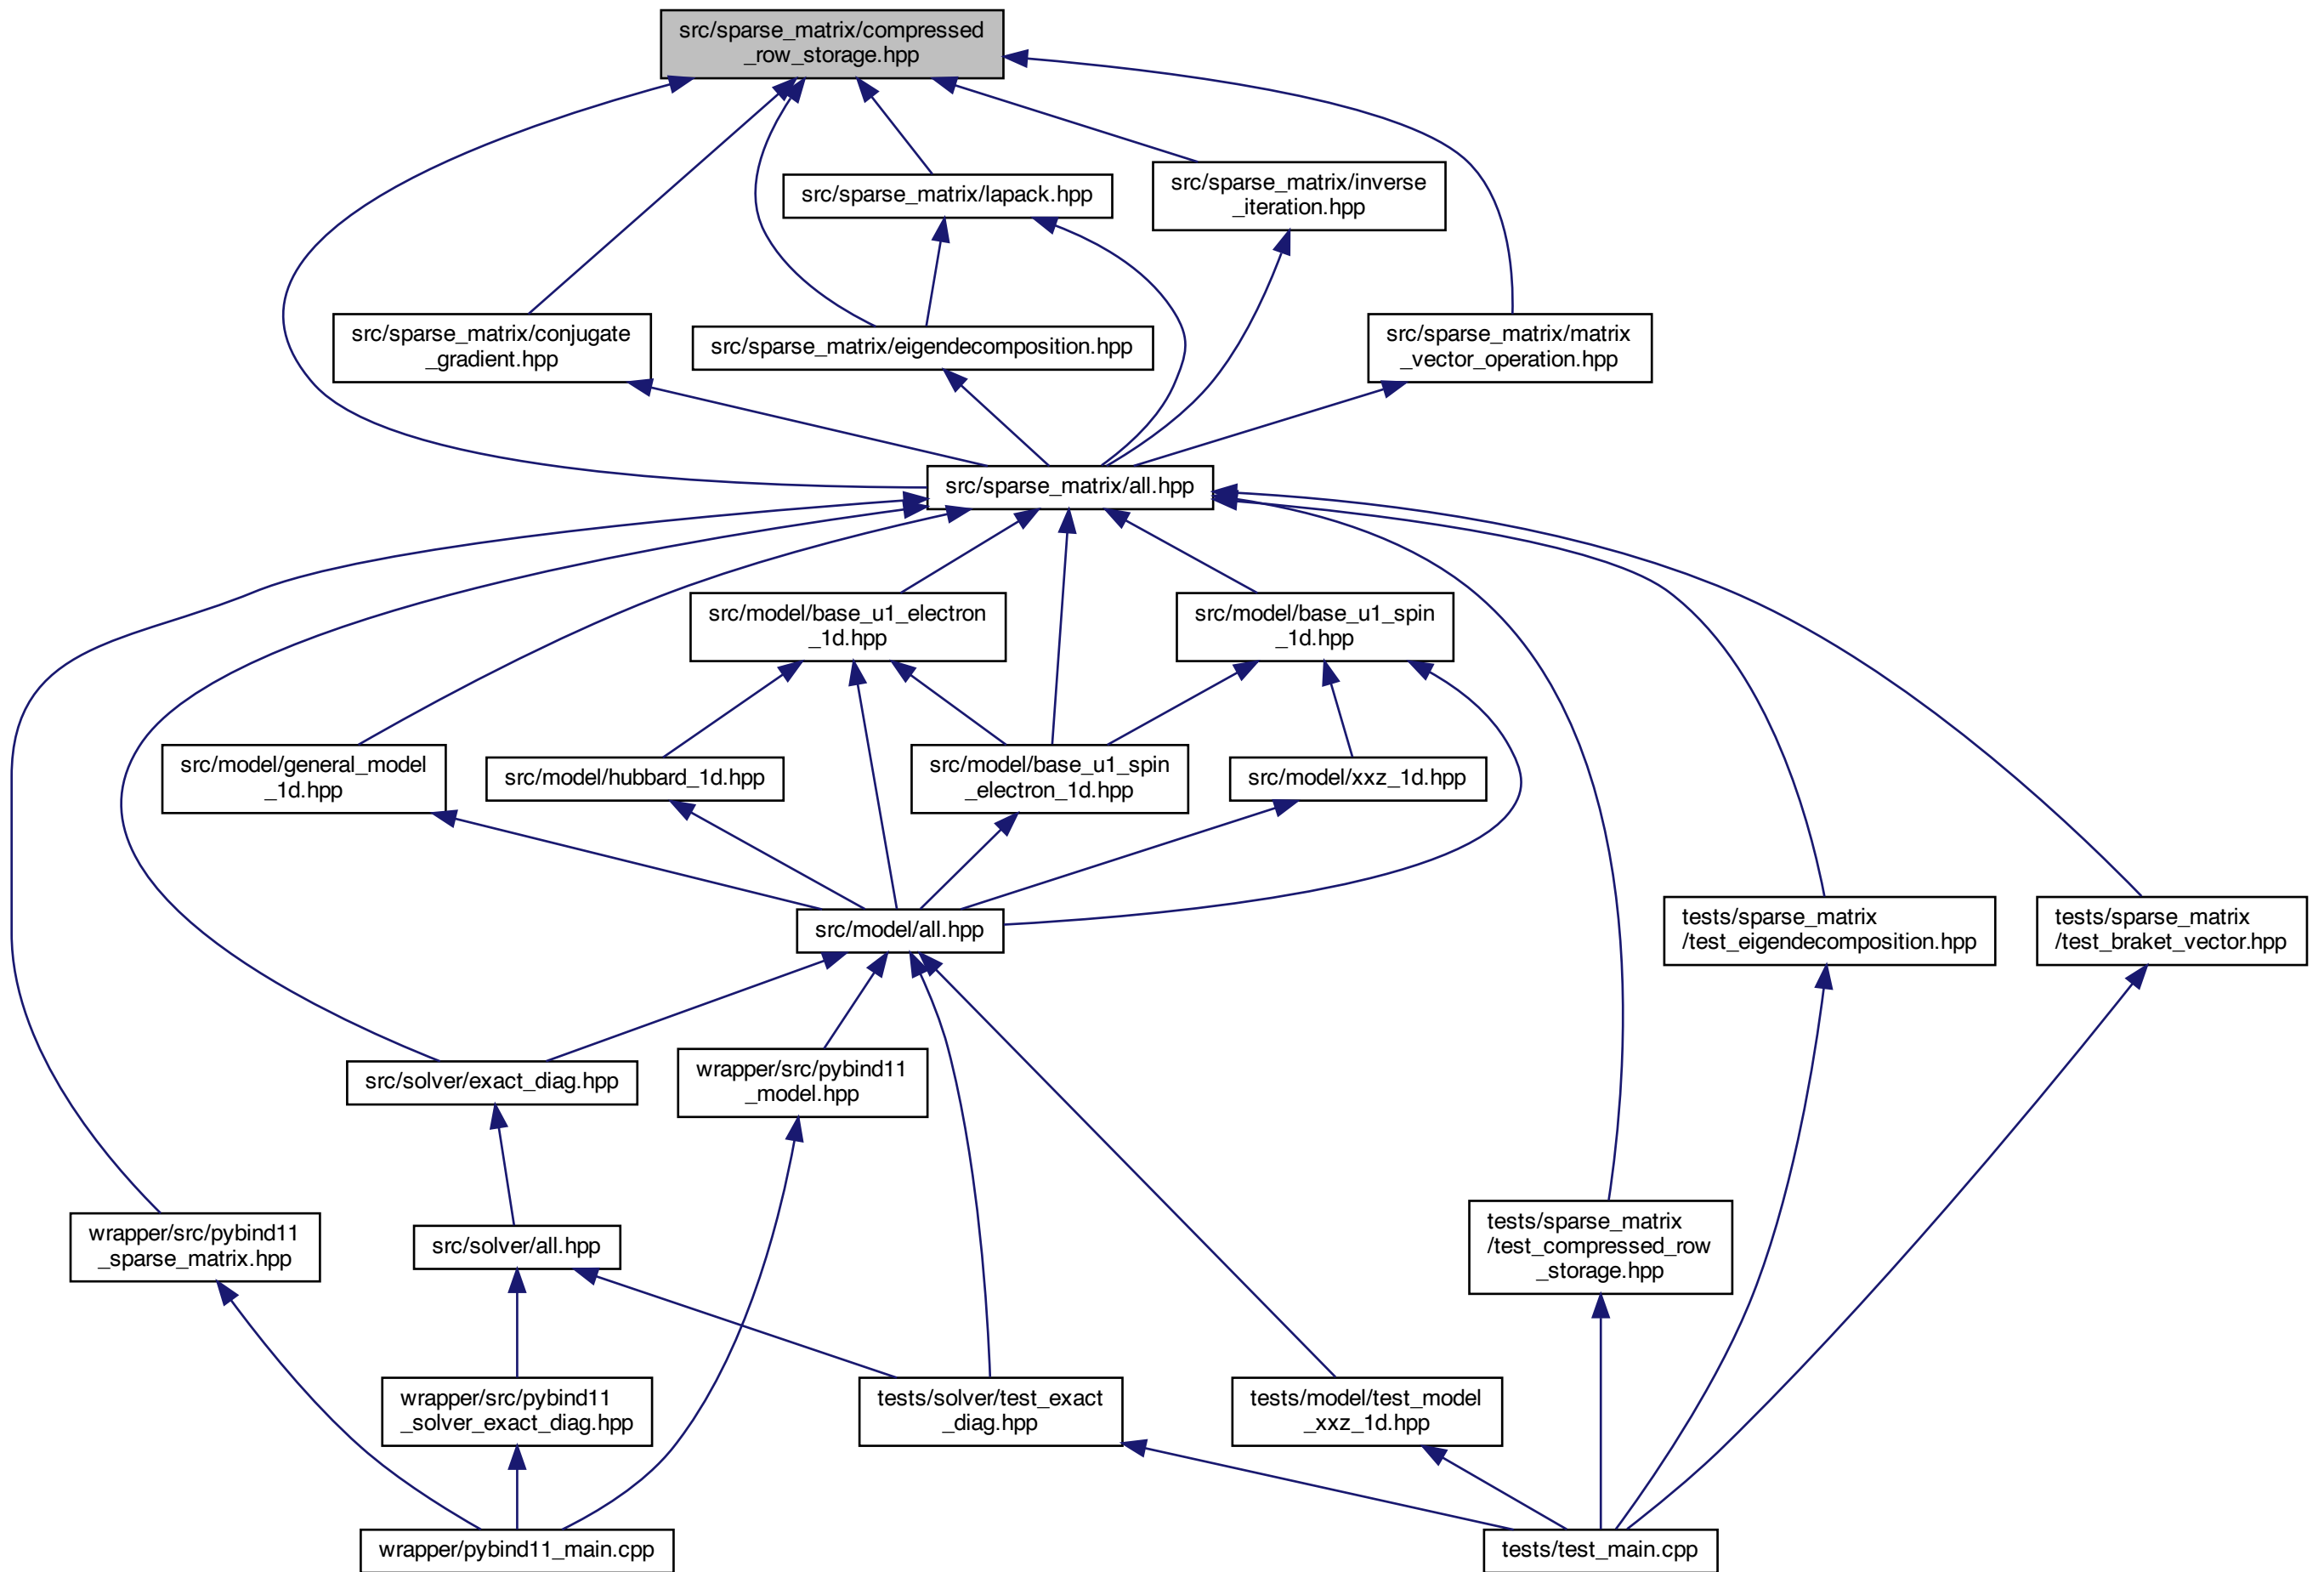 src/sparse_matrix/compressed
_row_storage.hpp
src/sparse_matrix/lapack.hpp
src/sparse_matrix/inverse
_iteration.hpp
src/sparse_matrix/conjugate
_gradient.hpp
src/sparse_matrix/eigendecomposition.hpp
src/sparse_matrix/matrix
_vector_operation.hpp
src/sparse_matrix/all.hpp
src/model/base_u1_electron
_1d.hpp
src/model/base_u1_spin
_1d.hpp
src/model/general_model
_1d.hpp
src/model/hubbard_1d.hpp
src/model/base_u1_spin
_electron_1d.hpp
src/model/xxz_1d.hpp
src/model/all.hpp
tests/sparse_matrix
/test_eigendecomposition.hpp
tests/sparse_matrix
/test_braket_vector.hpp
src/solver/exact_diag.hpp
wrapper/src/pybind11
_model.hpp
wrapper/src/pybind11
_sparse_matrix.hpp
src/solver/all.hpp
tests/sparse_matrix
/test_compressed_row
_storage.hpp
wrapper/src/pybind11
_solver_exact_diag.hpp
tests/solver/test_exact
_diag.hpp
tests/model/test_model
_xxz_1d.hpp
wrapper/pybind11_main.cpp
tests/test_main.cpp